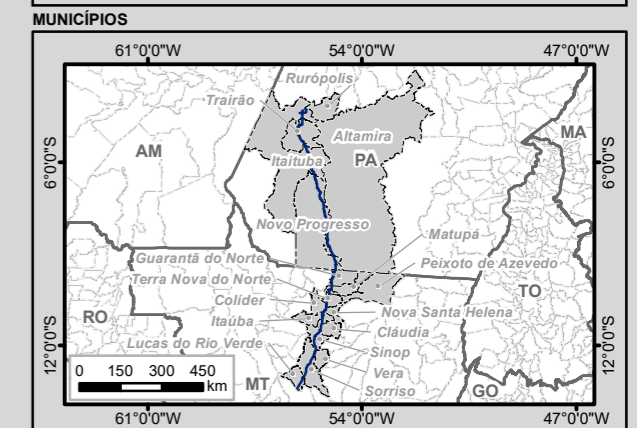 MUNICÍPIOS
61°0'0"W 54°0'0"W 47°0'0"W
Rurópolis
Trairão
Altamira
AM
MA
Itaituba
PA
6°0'0"S
6°0'0"S
Novo Progresso
Matupá
Guarantã do Norte
Peixoto de Azevedo
Terra Nova do Norte
TO
Colíder
Nova Santa Helena
RO
Itaúba
Cláudia
Lucas do Rio Verde
Sinop
12°0'0"S
12°0'0"S
0 150 300 450
km
Vera
MT
Sorriso
GO
61°0'0"W 54°0'0"W 47°0'0"W